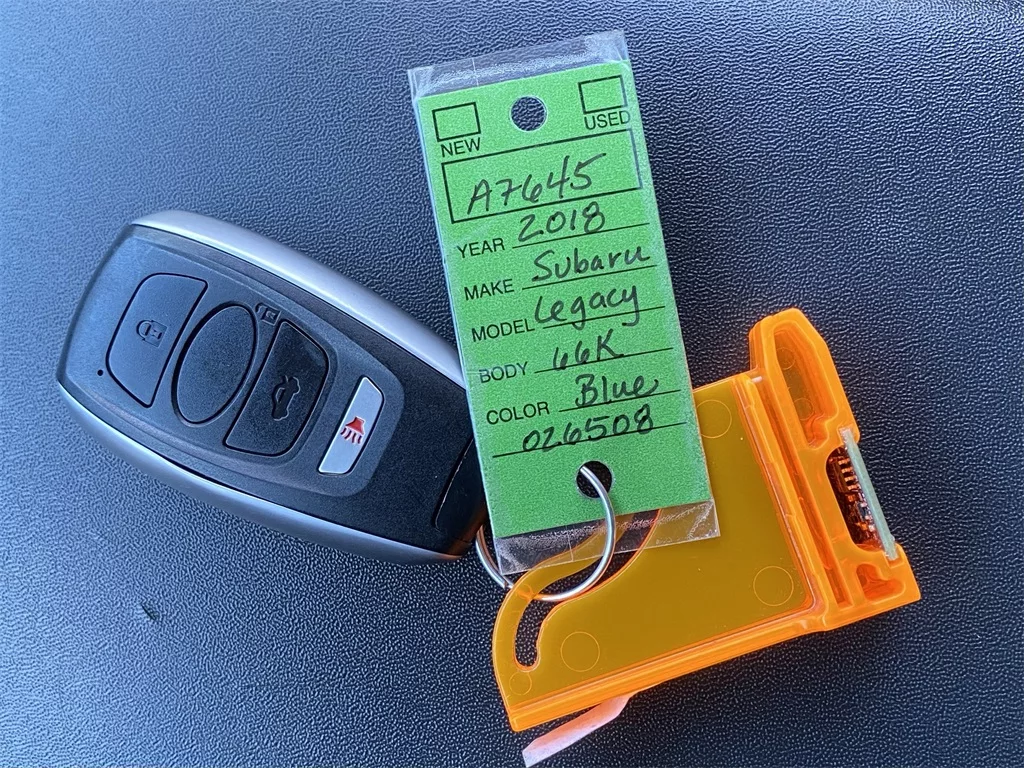 NEW USED
A7645
YEAR 2018
MAKE Subaru
MODEL Legacy
BODY 66K
COLOR Blue
026508